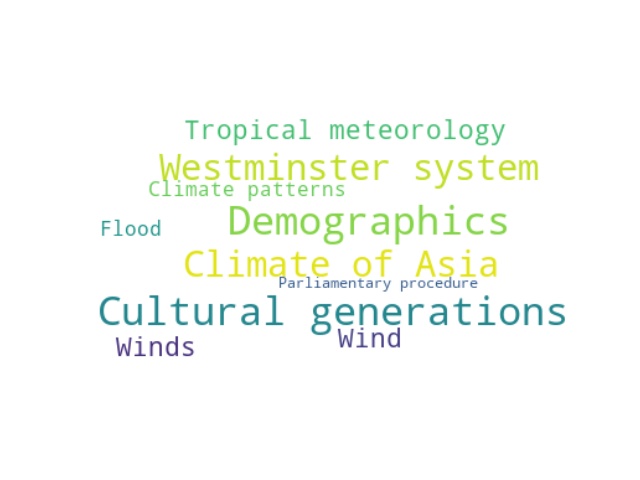 Tropical meteorology
Westminster system
Climate patterns
Flood
Demographics
Climate of Asia
Parliamentary procedure
Cultural generations
Wind
Winds